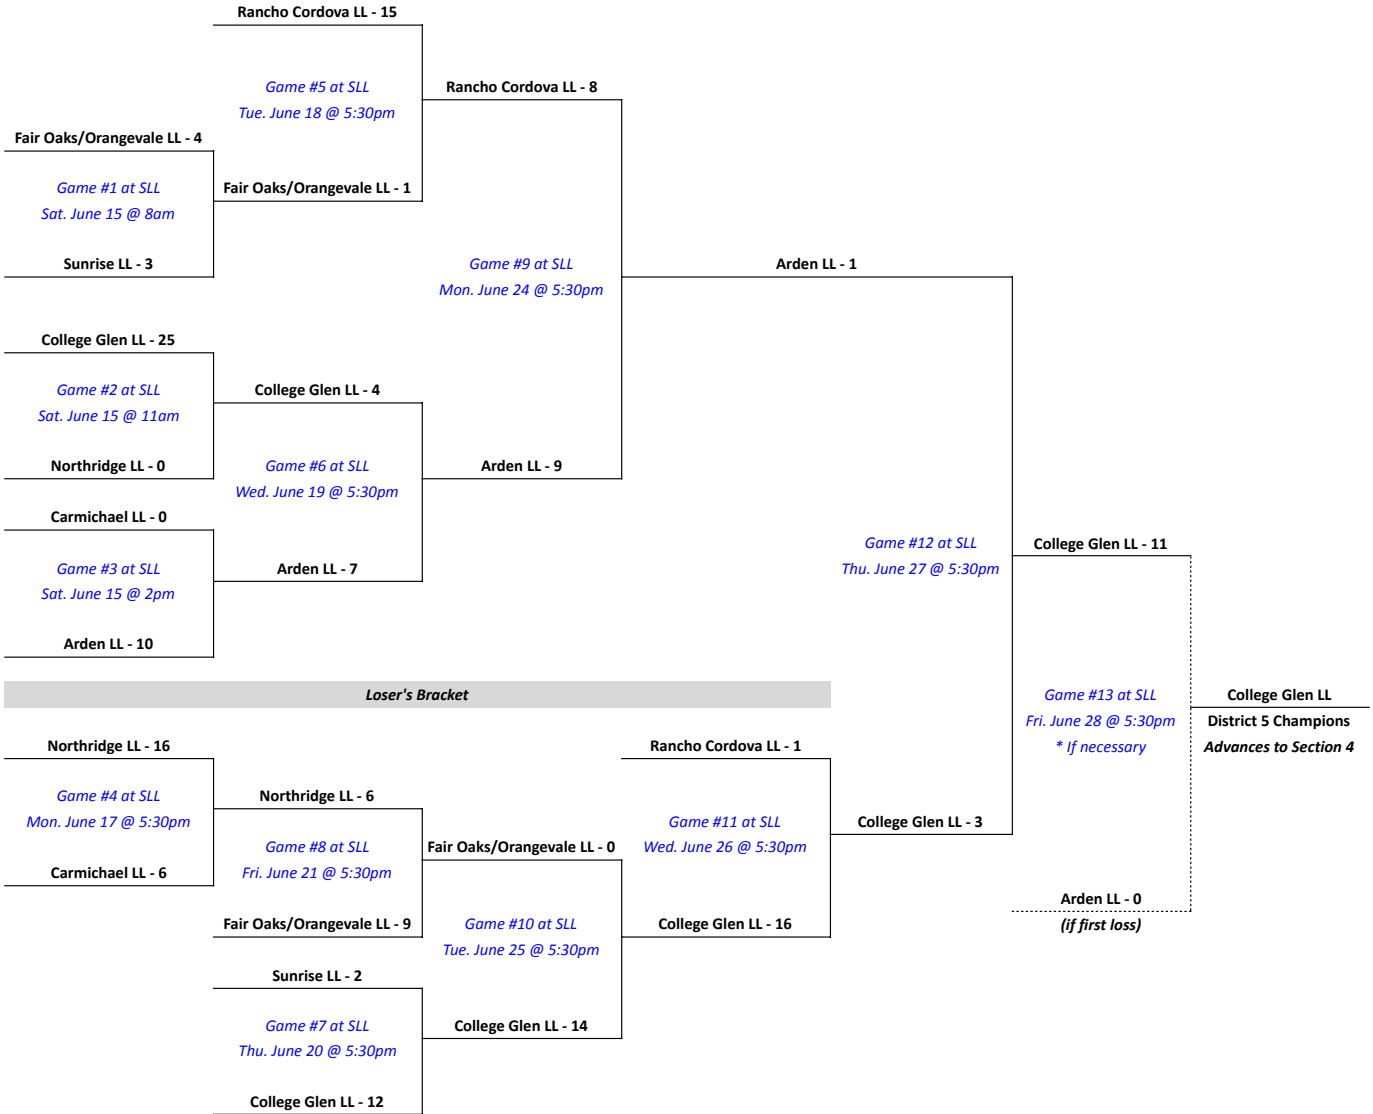 Rancho Cordova LL - 15
Game #5 at SLL
Tue. June 18 @ 5:30pm
Rancho Cordova LL - 8
Fair Oaks/Orangevale LL - 4
Game #1 at SLL
Sat. June 15 @ 8am
Fair Oaks/Orangevale LL - 1
Sunrise LL - 3
Game #9 at SLL
Mon. June 24 @ 5:30pm
Arden LL - 1
College Glen LL - 25
Game #2 at SLL
Sat. June 15 @ 11am
College Glen LL - 4
Northridge LL - 0
Game #6 at SLL
Wed. June 19 @ 5:30pm
Arden LL - 9
Carmichael LL - 0
Game #3 at SLL
Sat. June 15 @ 2pm
Arden LL - 7
Arden LL - 10
Game #12 at SLL
Thu. June 27 @ 5:30pm
College Glen LL - 11
Loser's Bracket
Game #13 at SLL
Fri. June 28 @ 5:30pm
* If necessary
College Glen LL
District 5 Champions
Advances to Section 4
Northridge LL - 16
Game #4 at SLL
Mon. June 17 @ 5:30pm
Carmichael LL - 6
Northridge LL - 6
Game #8 at SLL
Fri. June 21 @ 5:30pm
Fair Oaks/Orangevale LL - 9
Fair Oaks/Orangevale LL - 0
Game #10 at SLL
Tue. June 25 @ 5:30pm
Rancho Cordova LL - 1
Game #11 at SLL
Wed. June 26 @ 5:30pm
College Glen LL - 16
College Glen LL - 3
Arden LL - 0
(if first loss)
Sunrise LL - 2
Game #7 at SLL
Thu. June 20 @ 5:30pm
College Glen LL - 14
College Glen LL - 12